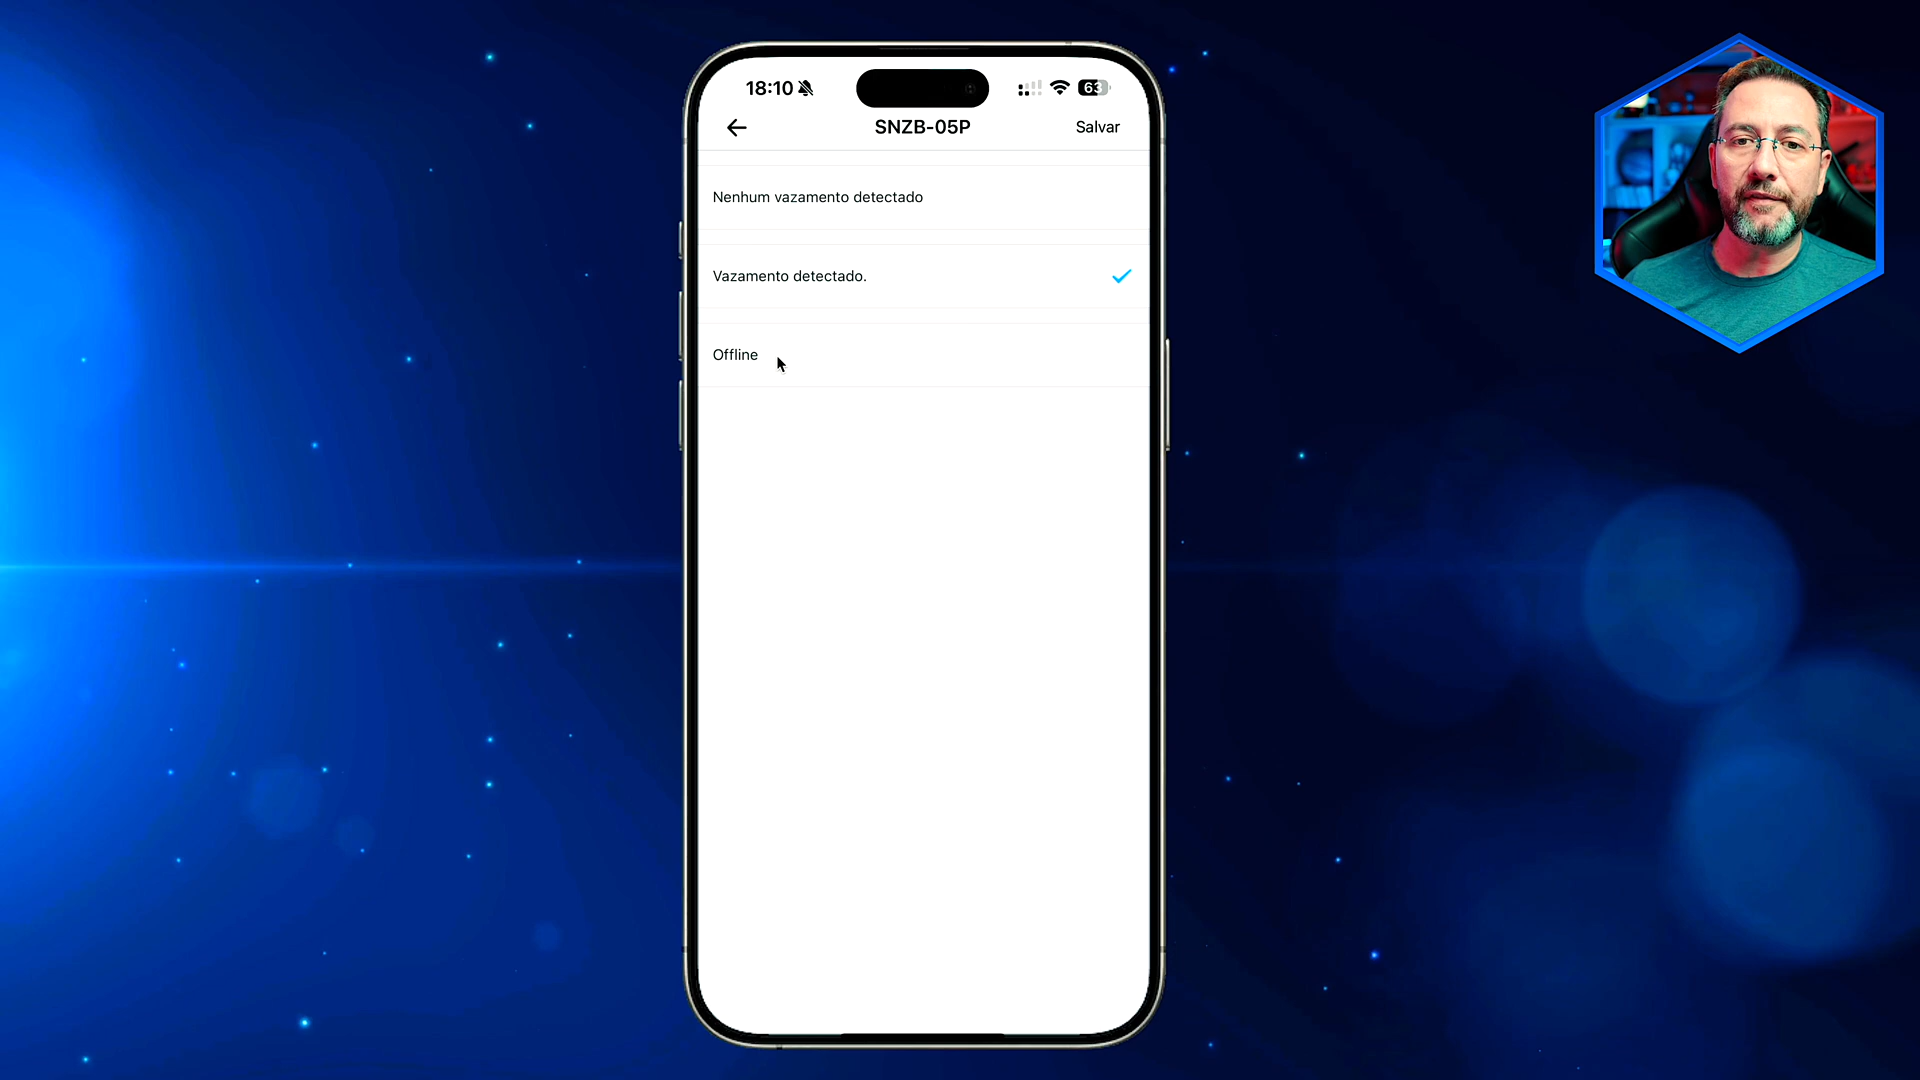 18:10
63
SNZB-05P
Salvar
Nenhum vazamento detectado
Vazamento detectado.
Offline